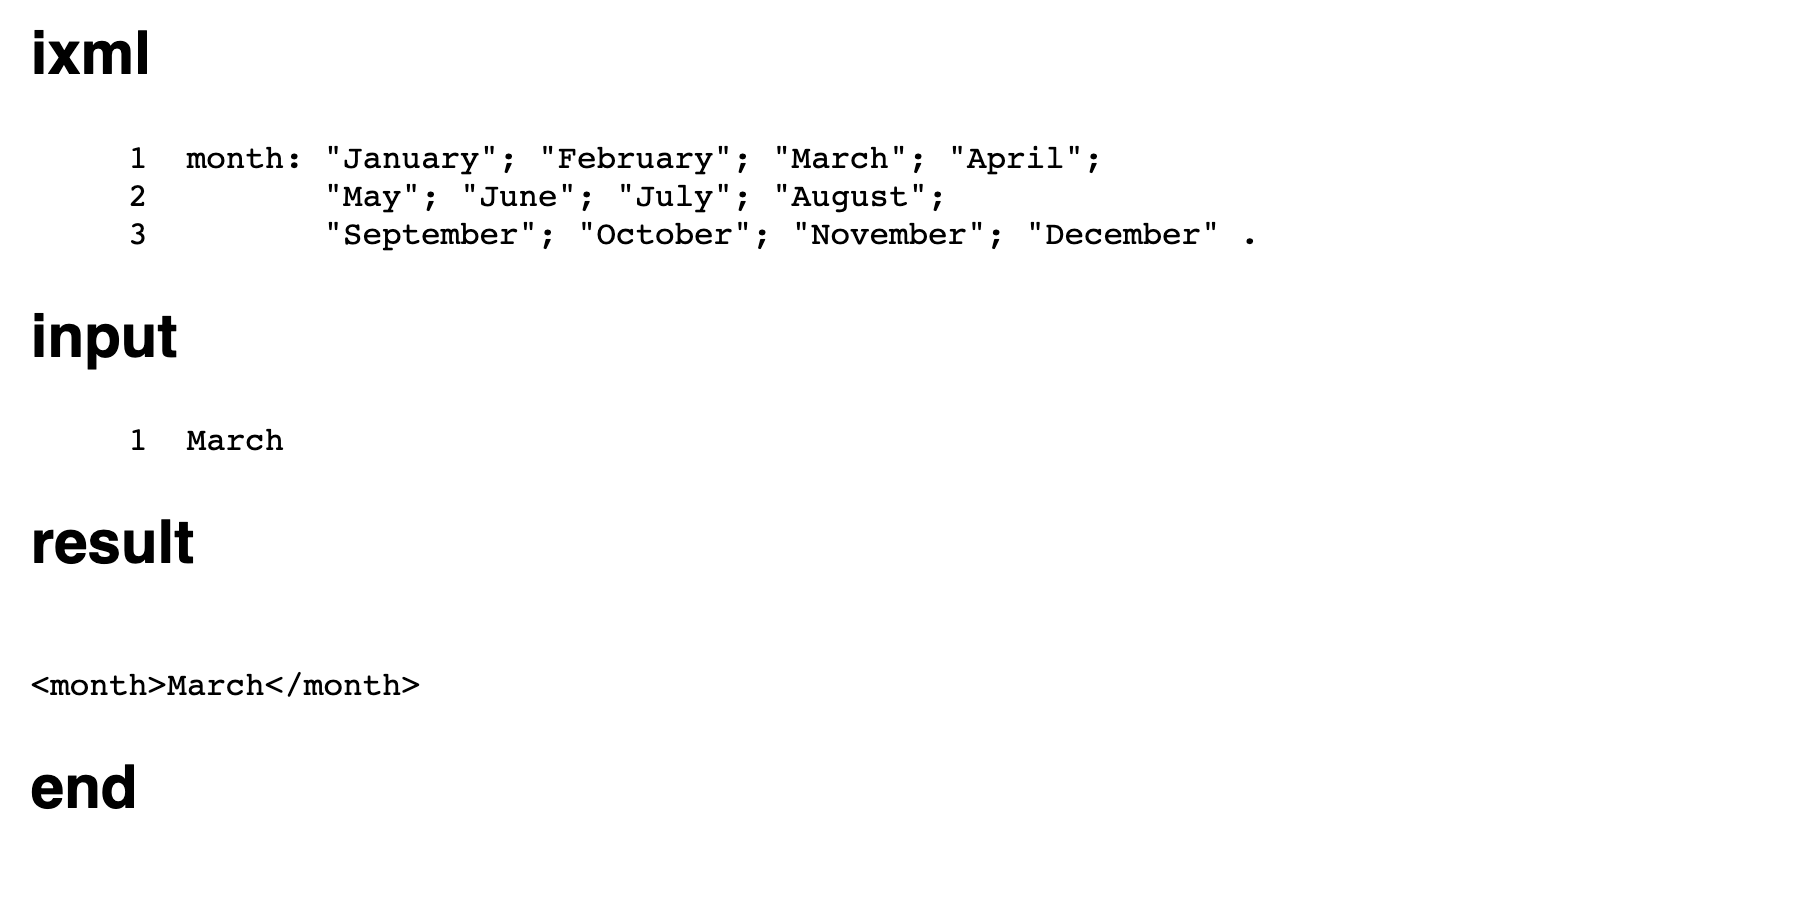 ixml
1 month: "January"; "February"; "March"; "April";
2        "May"; "June"; "July"; "August";
3        "September"; "October"; "November"; "December" .
input
1 March
result
<month>March</month>
end